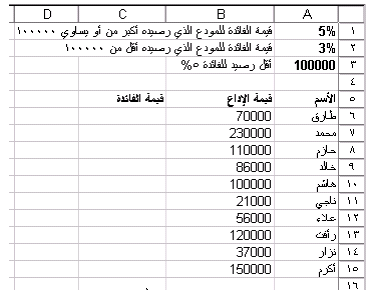 D C B A
١ 5% قيمة الفائدة للمودع الذي رصيده أكبر من أو يساوي ١٠٠٠٠٠
٢ 3% قيمة الفائدة للمودع الذي رصيده أقل من ١٠٠٠٠٠
٣ 100000 أقل رصيد للفائدة ٥%
٤
٥ الأسم قيمة الإيداع قيمة الفائدة
٦ طارق 70000
٧ محمد 230000
٨ حازم 110000
٩ خالد 86000
١٠ هاشم 100000
١١ ناجي 21000
١٢ علاء 56000
١٣ رأفت 120000
١٤ نزار 37000
١٥ أكرم 150000
١٦